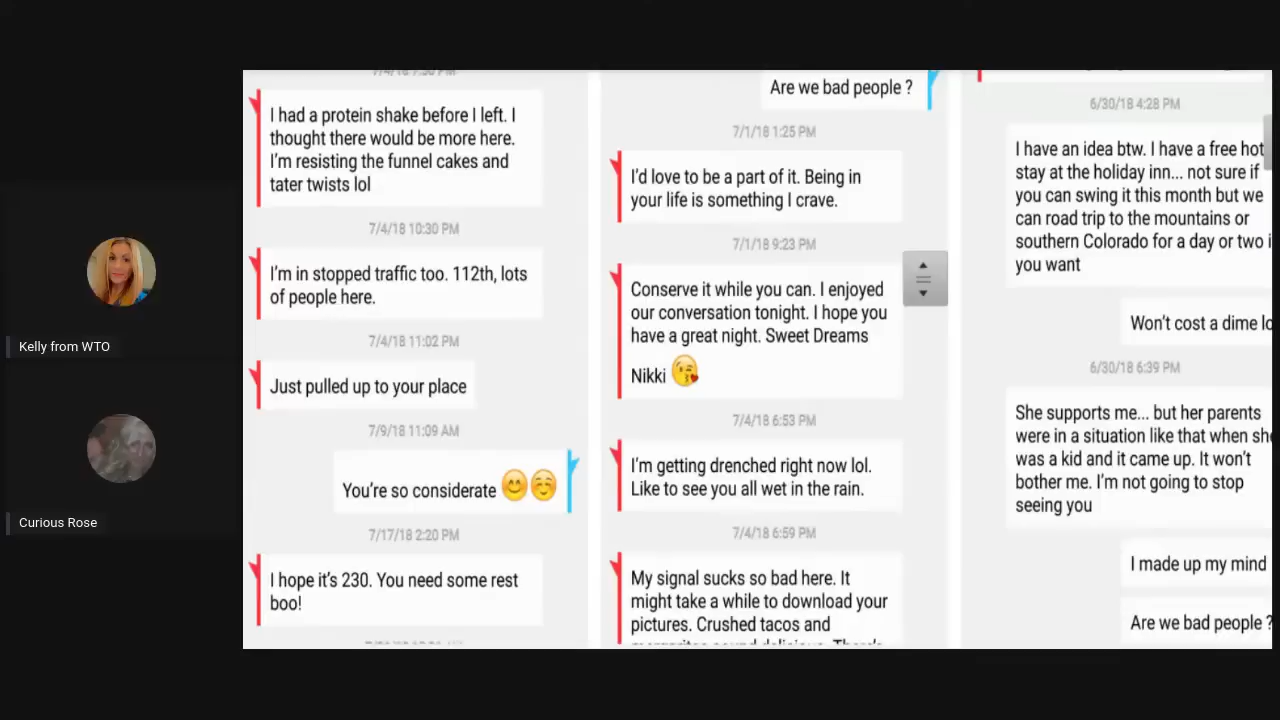 Kelly from WTO
Curious Rose
I had a protein shake before I left. I
thought there would be more here.
I'm resisting the funnel cakes and
tater twists lol
7/4/18 10:30 PM
I'm in stopped traffic too. 112th, lots
of people here.
7/4/18 11:02 PM
Just pulled up to your place
7/9/18 11:09 AM
You're so considerate 😊☺️
7/17/18 2:20 PM
I hope it's 230. You need some rest
boo!
Are we bad people ?
7/1/18 1:25 PM
I'd love to be a part of it. Being in
your life is something I crave.
7/1/18 9:23 PM
Conserve it while you can. I enjoyed
our conversation tonight. I hope you
have a great night. Sweet Dreams
Nikki 😘
7/4/18 6:53 PM
I'm getting drenched right now lol.
Like to see you all wet in the rain.
7/4/18 6:59 PM
My signal sucks so bad here. It
might take a while to download your
pictures. Crushed tacos and
6/30/18 4:28 PM
I have an idea btw. I have a free hot
stay at the holiday inn... not sure if
you can swing it this month but we
can road trip to the mountains or
southern Colorado for a day or two i
you want
Won't cost a dime lo
6/30/18 6:39 PM
She supports me... but her parents
were in a situation like that when she
was a kid and it came up. It won't
bother me. I'm not going to stop
seeing you
I made up my mind
Are we bad people ?